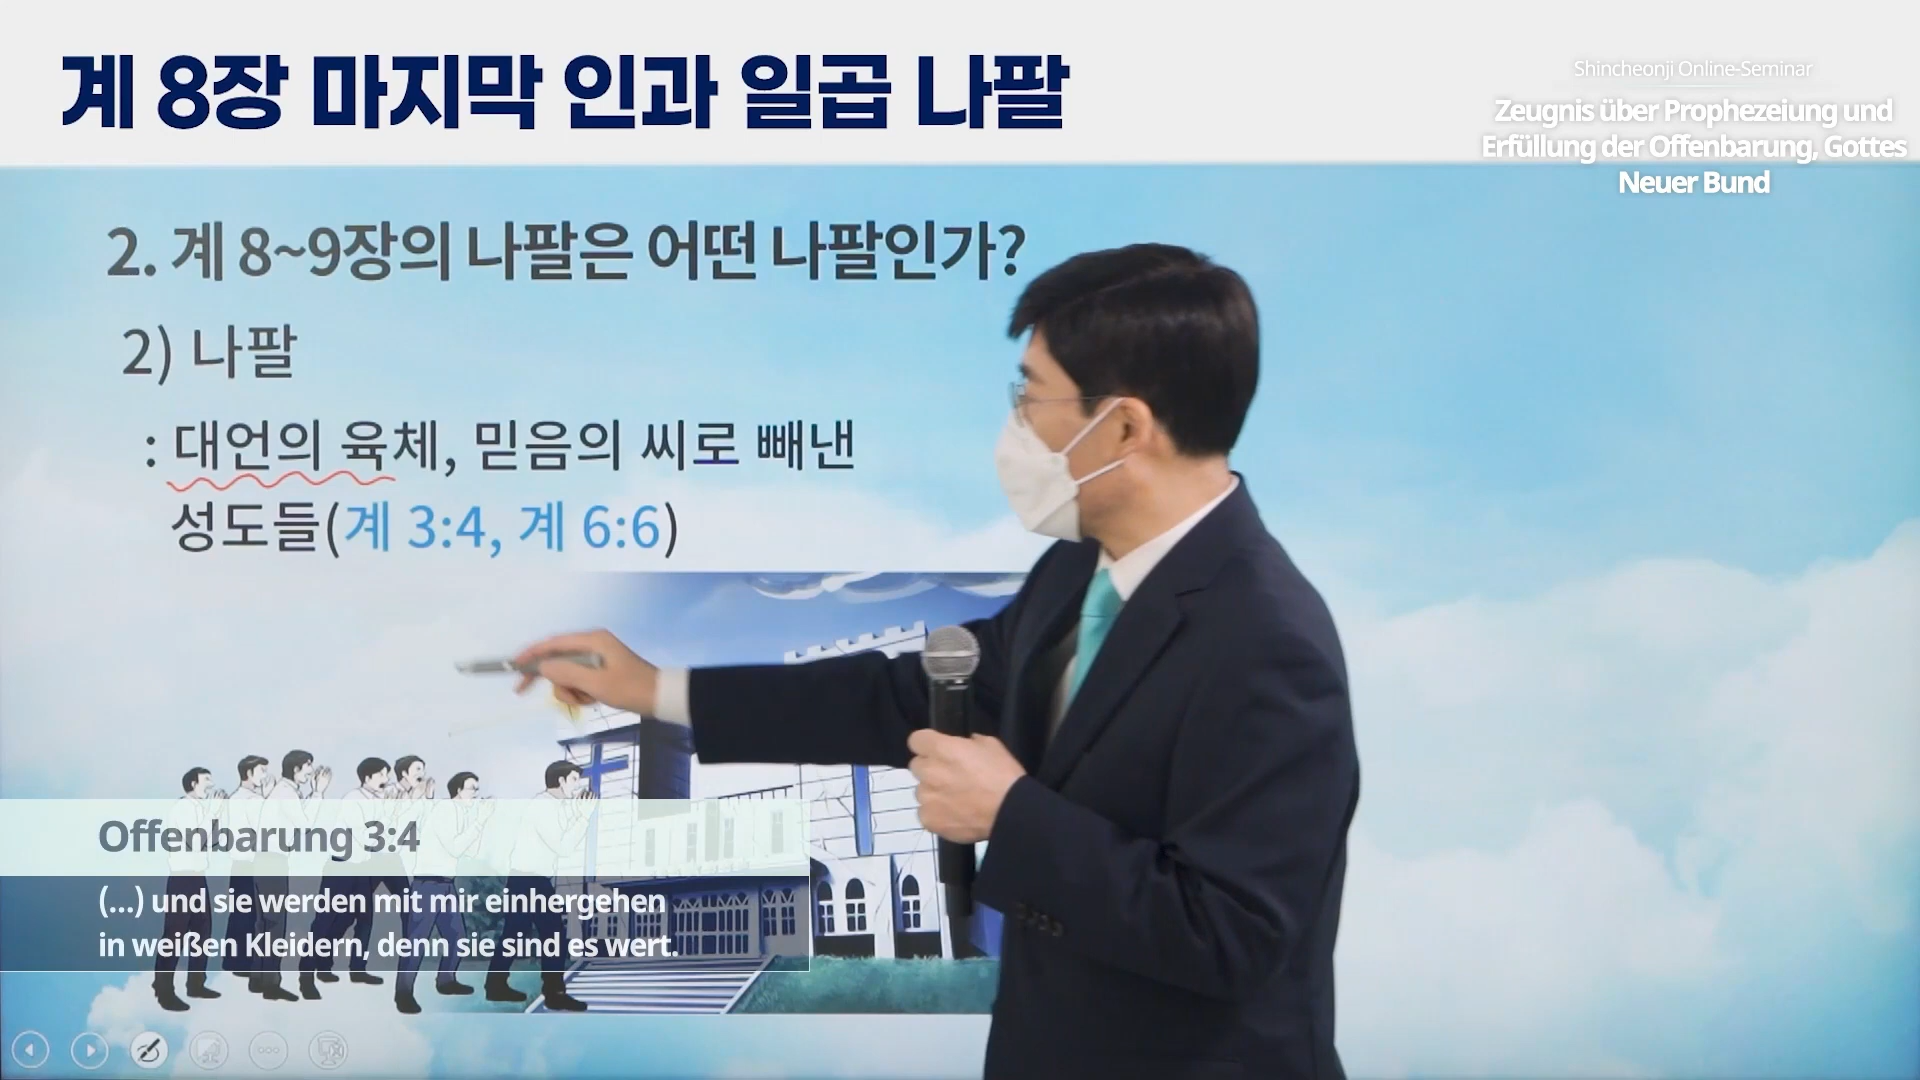 계 8장 마지막 인과 일곱 나팔
Shincheonji Online-Seminar
Zeugnis über Prophezeiung und
Erfüllung der Offenbarung, Gottes
Neuer Bund
2. 계 8~9장의 나팔은 어떤 나팔인가?
2) 나팔
: 대언의 육체, 믿음의 씨로 빼낸
성도들(계 3:4, 계 6:6)
Offenbarung 3:4
(...) und sie werden mit mir einhergehen
in weißen Kleidern, denn sie sind es wert.